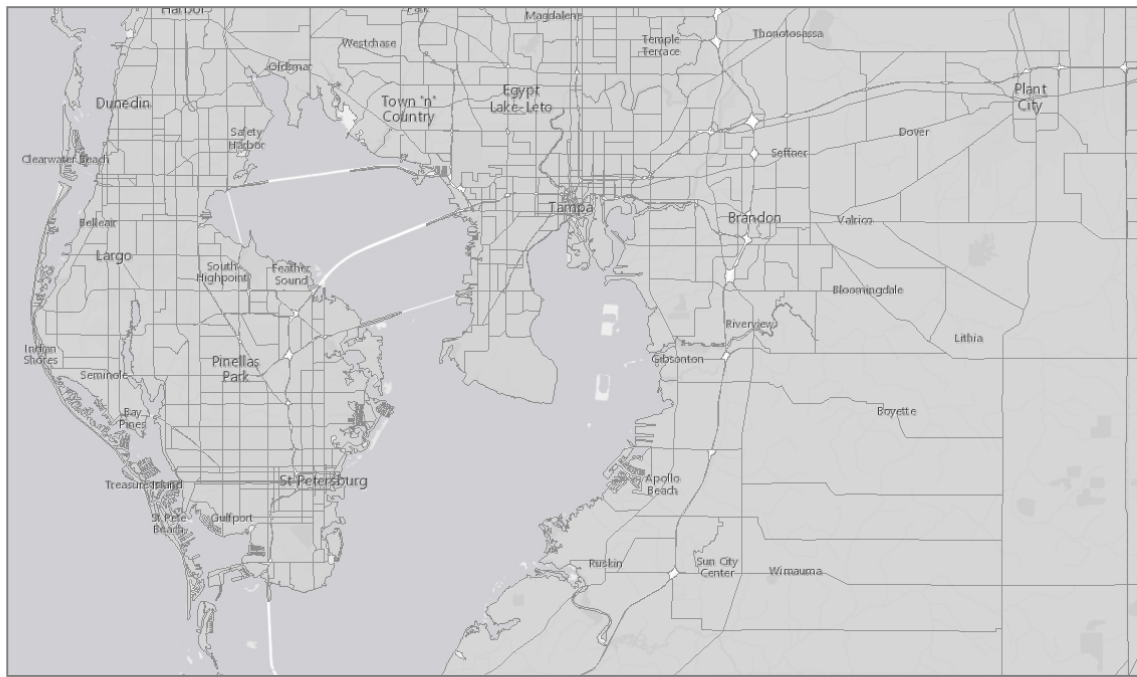 Harbor
Magdalene
Westchase
Temple
Terrace
Thonotosassa
Oldsmar
Dunedin
Town 'n'
Country
Egypt
Lake-Leto
Plant
City
Safety
Harbor
Dover
Clearwater Beach
Seffner
Tampa
Belleair
Brandon
Valrico
Largo
South
Highpoint
Feather
Sound
Bloomingdale
Riverview
Lithia
Indian
Shores
Pinellas
Park
Gibsonton
Seminole
Bay
Pines
Boyette
Treasure Island
St Petersburg
Apollo
Beach
St Pete
Beach
Gulfport
Ruskin
Sun City
Center
Wimauma